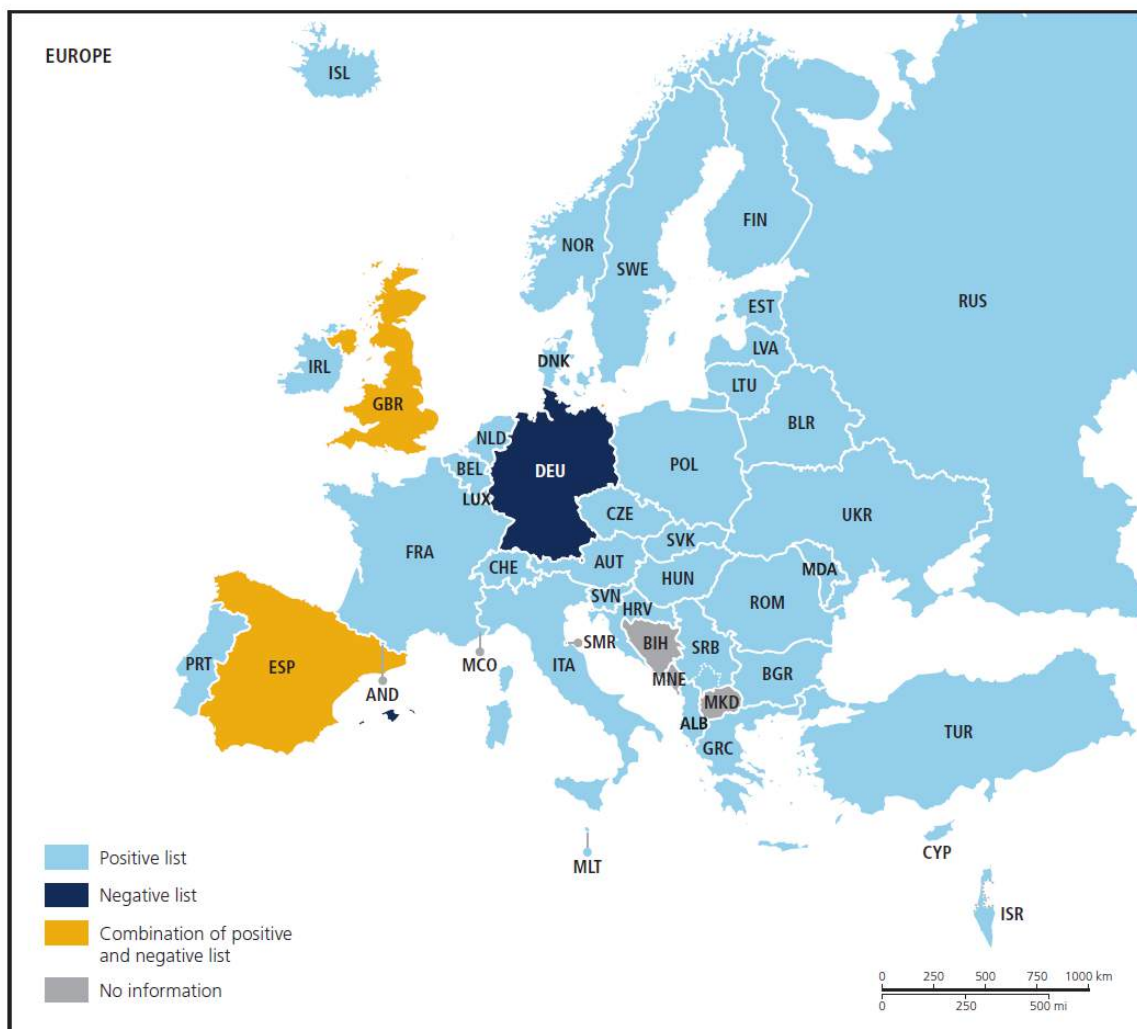 EUROPE
ISL
FIN
NOR
SWE
RUS
EST
LVA
DNK
IRL
LTU
GBR
BLR
NLD
BEL
DEU
POL
LUX
CZE
UKR
FRA
SVK
CHE
AUT
MDA
HUN
SVN
HRV
ROM
SMR
BIH
SRB
PRT
ESP
MCO
ITA
MNE
BGR
AND
MKD
ALB
TUR
GRC
CYP
MLT
ISR
Positive list
Negative list
Combination of positive
and negative list
No information
0 250 500 750 1000 km
0 250 500 mi